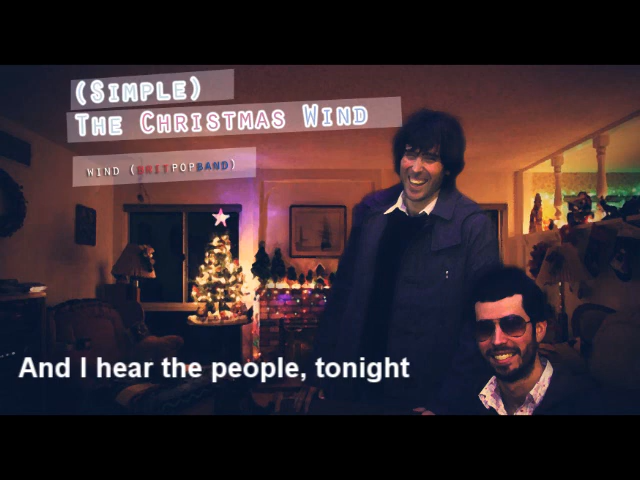 (Simple)
The Christmas Wind
WIND (BRITPOPBAND)
And I hear the people, tonight